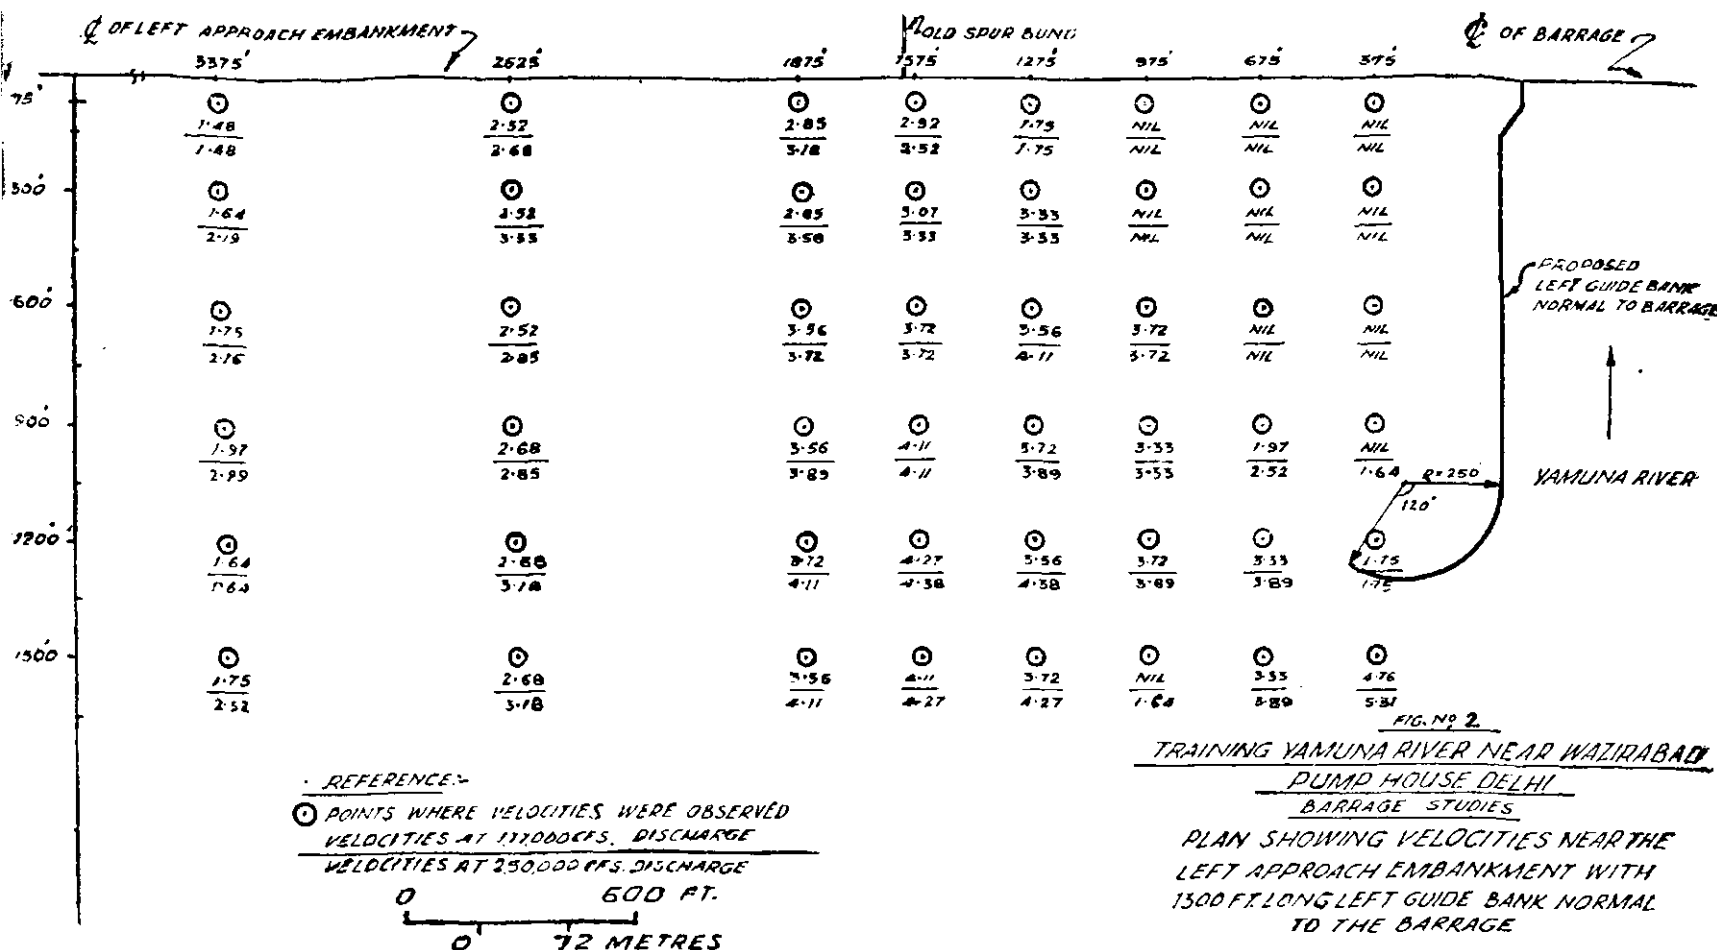 ℄ OF LEFT APPROACH EMBANKMENT
OLD SPUR BUND
℄ OF BARRAGE
3375' 2625' 1875' 1575' 1275' 975' 675' 375'
75'
1.48 2.52 2.85 2.52 1.75 NIL NIL NIL
1.48 2.68 3.18 2.52 1.75 NIL NIL NIL
300'
1.64 2.52 2.85 3.07 3.33 NIL NIL NIL
2.19 3.33 3.58 3.33 3.33 NIL NIL NIL
600'
1.75 2.52 3.56 3.72 3.56 3.72 NIL NIL
2.16 2.85 3.72 3.72 4.11 3.72 NIL NIL
PROPOSED
LEFT GUIDE BANK
NORMAL TO BARRAGE
900'
1.97 2.68 3.56 4.11 3.72 3.33 1.97 NIL
2.99 2.85 3.89 4.11 3.89 3.33 2.52 1.64
R=250'
120°
YAMUNA RIVER
1200'
1.64 2.68 3.72 4.27 3.56 3.72 3.33 1.75
1.64 3.18 4.11 4.38 4.38 3.89 3.89 1.75
1500'
1.75 2.68 3.56 4.11 3.72 NIL 3.33 4.76
2.52 3.18 4.11 4.27 4.27 1.64 3.89 5.31
FIG. Nº 2
TRAINING YAMUNA RIVER NEAR WAZIRABAD
PUMP HOUSE DELHI
BARRAGE STUDIES
PLAN SHOWING VELOCITIES NEAR THE
LEFT APPROACH EMBANKMENT WITH
1300 FT. LONG LEFT GUIDE BANK NORMAL
TO THE BARRAGE
REFERENCE:-
POINTS WHERE VELOCITIES WERE OBSERVED
VELOCITIES AT CFS. DISCHARGE
VELOCITIES AT 250,000 CFS. DISCHARGE
0 600 FT.
0 72 METRES